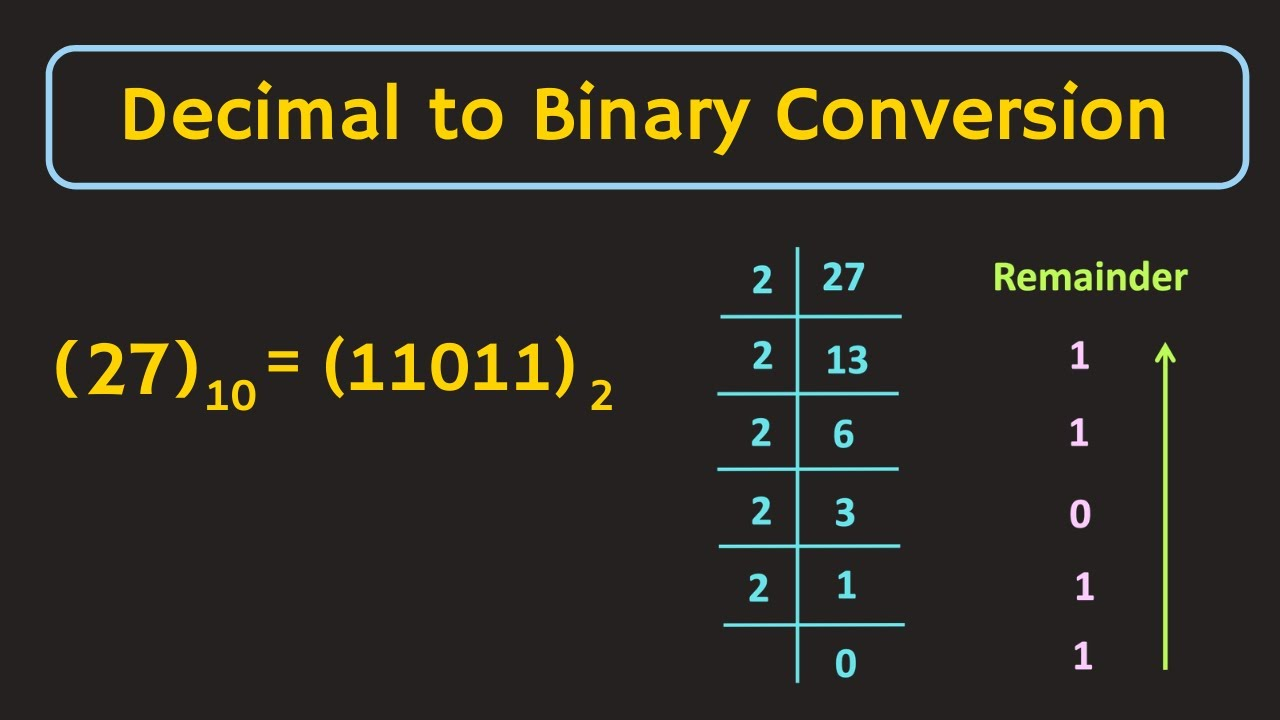 Decimal to Binary Conversion
(27)10 = (11011)2
2 27 Remainder
2 13 1
2 6 1
2 3 0
2 1 1
0 1